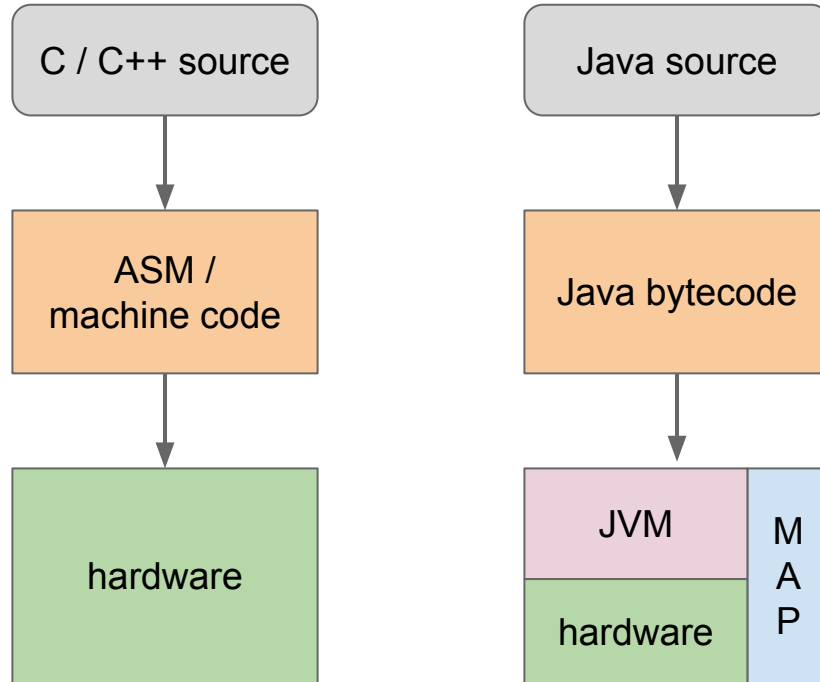 C / C++ source
Java source
ASM /
machine code
Java bytecode
hardware
JVM
hardware
M
A
P